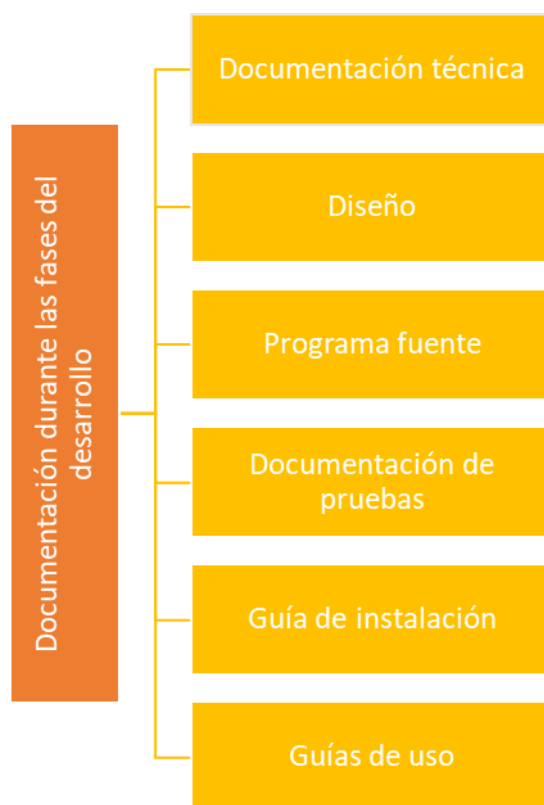 Documentación durante las fases del
desarrollo
Documentación técnica
Diseño
Programa fuente
Documentación de
pruebas
Guía de instalación
Guías de uso